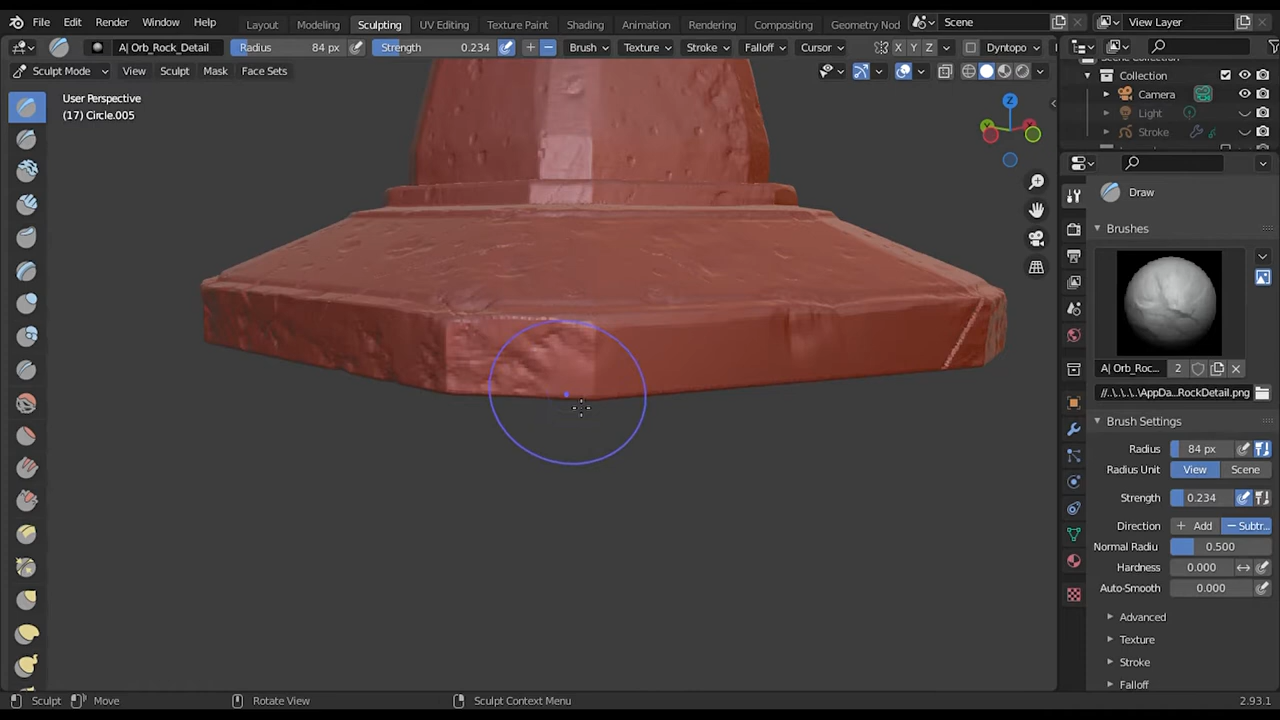 File Edit Render Window Help Layout Modeling Sculpting UV Editing Texture Paint Shading Animation Rendering Compositing Geometry Nod Scene View Layer
A| Orb_Rock_Detail Radius 84 px Strength 0.234 Brush Texture Stroke Falloff Cursor X Y Z Dyntopo
Sculpt Mode View Sculpt Mask Face Sets
User Perspective
(17) Circle.005
Z
Collection
Camera
Light
Stroke
Draw
Brushes
A| Orb_Roc... 2
//..\..\..\..\AppDa...RockDetail.png
Brush Settings
Radius 84 px
Radius Unit View Scene
Strength 0.234
Direction + Add − Subtr...
Normal Radiu 0.500
Hardness 0.000
Auto-Smooth 0.000
Advanced
Texture
Stroke
Falloff
Sculpt Move Rotate View Sculpt Context Menu 2.93.1